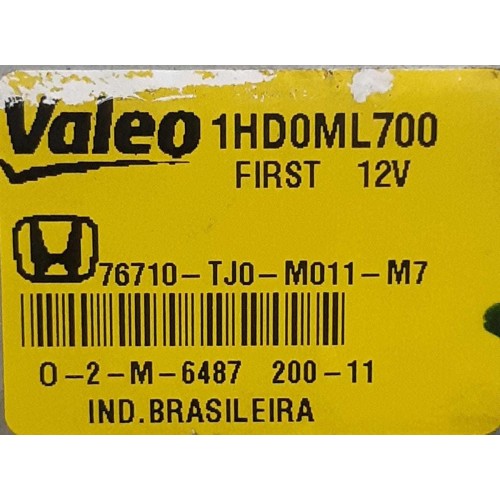 Valeo 1HD0ML700
FIRST 12V
76710-TJ0-M011-M7
0-2-M-6487 200-11
IND.BRASILEIRA